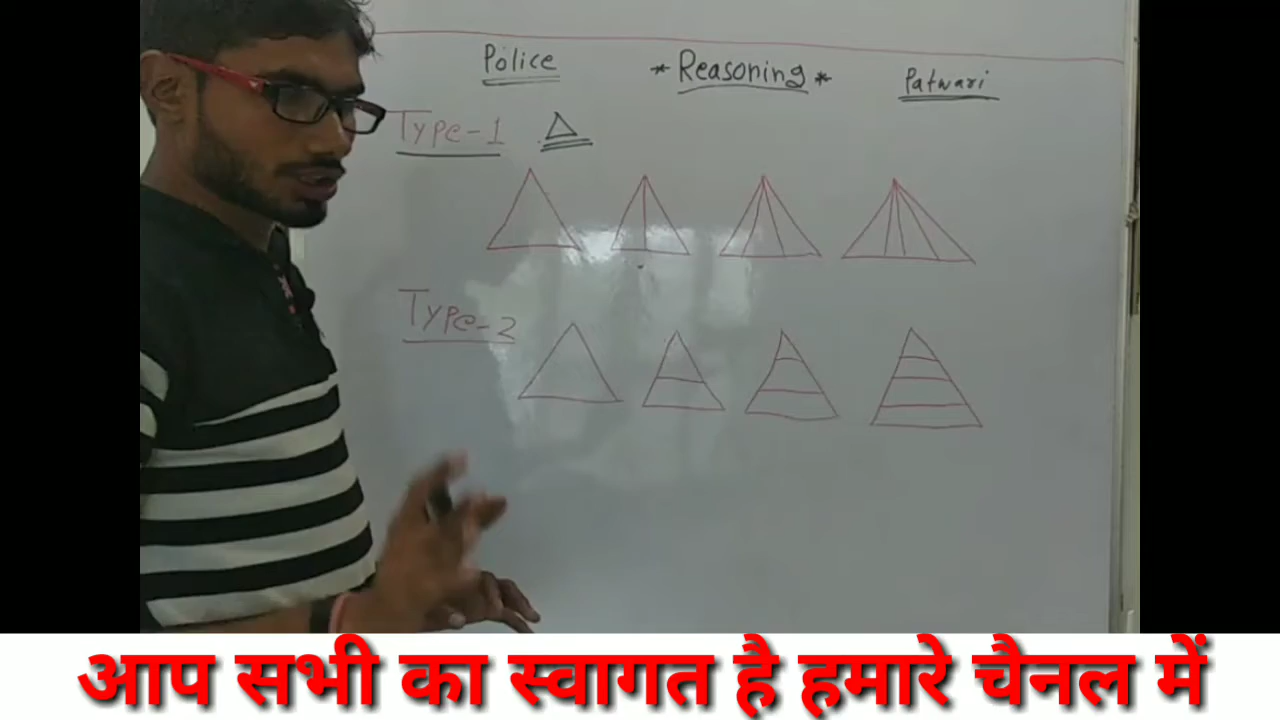 Police * Reasoning * Patwari
Type-1 Δ
Type-2
आप सभी का स्वागत है हमारे चैनल में